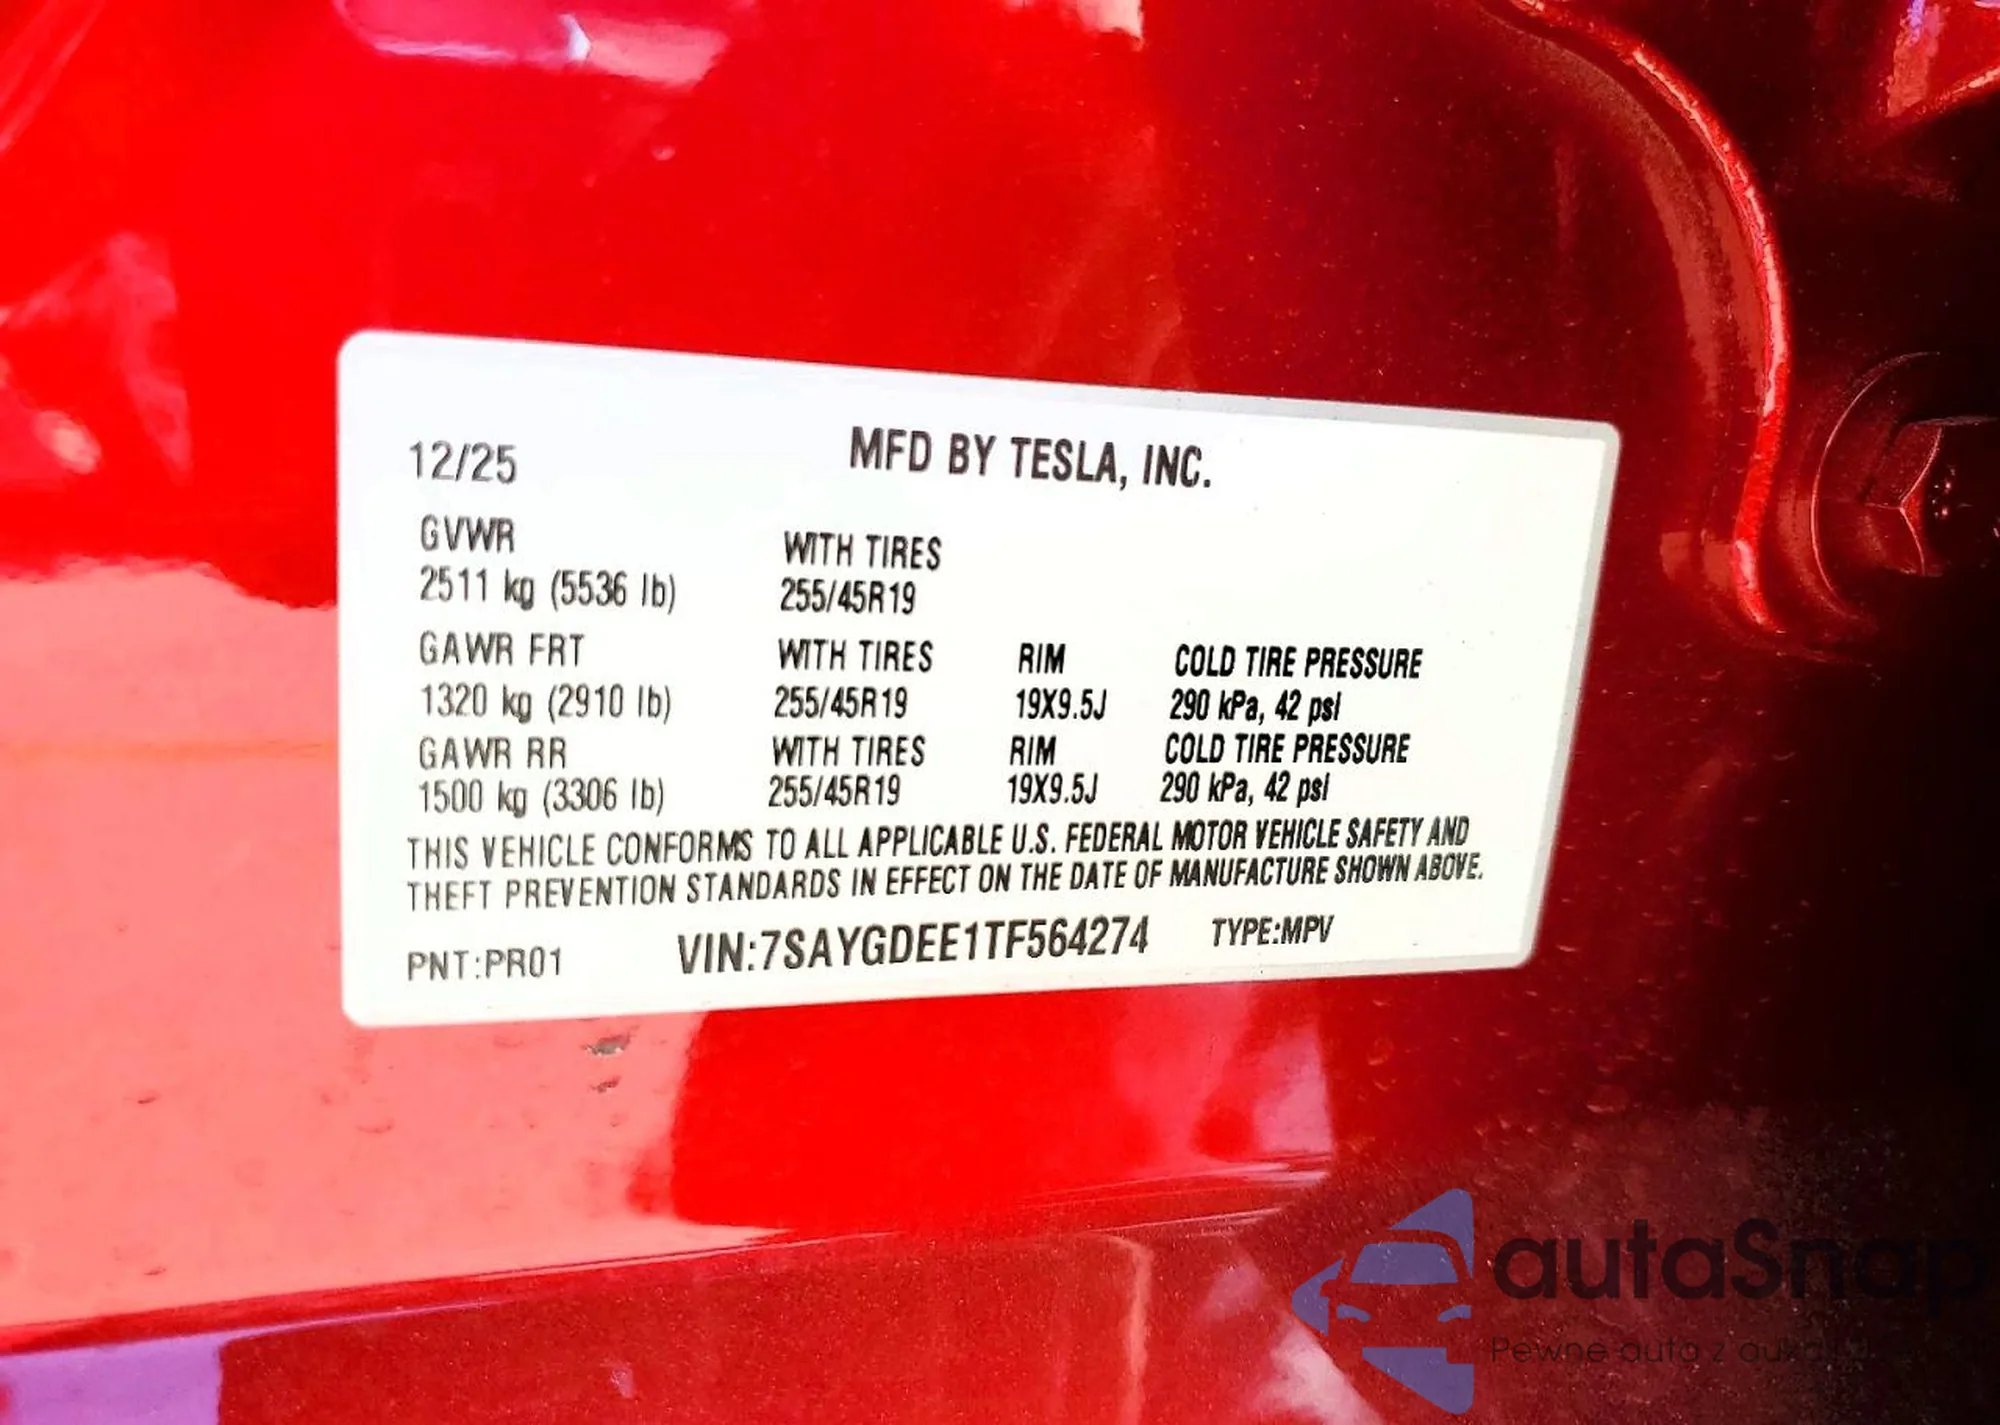 12/25 MFD BY TESLA, INC.
GVWR WITH TIRES
2511 kg (5536 lb) 255/45R19
GAWR FRT WITH TIRES RIM COLD TIRE PRESSURE
1320 kg (2910 lb) 255/45R19 19X9.5J 290 kPa, 42 psi
GAWR RR WITH TIRES RIM COLD TIRE PRESSURE
1500 kg (3306 lb) 255/45R19 19X9.5J 290 kPa, 42 psi
THIS VEHICLE CONFORMS TO ALL APPLICABLE U.S. FEDERAL MOTOR VEHICLE SAFETY AND
THEFT PREVENTION STANDARDS IN EFFECT ON THE DATE OF MANUFACTURE SHOWN ABOVE.
PNT:PR01 VIN:7SAYGDEE1TF564274 TYPE:MPV
autaSnap
Pewne auto z